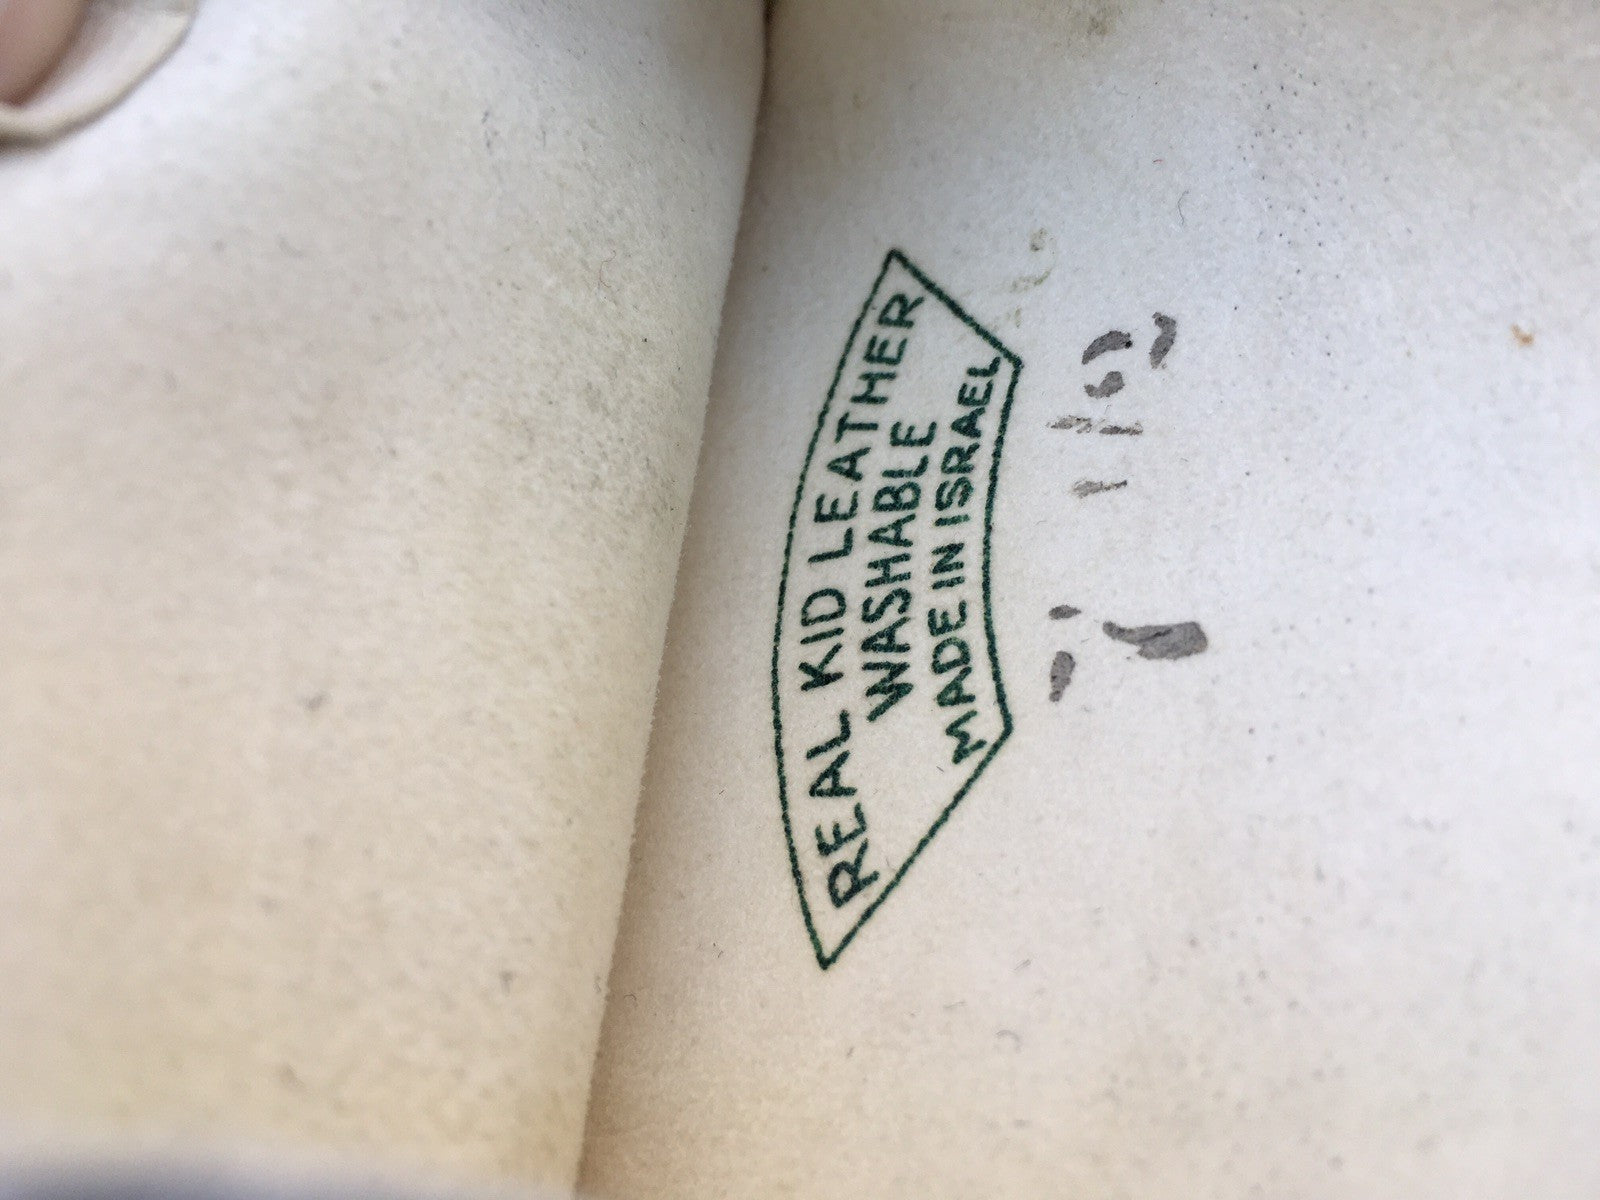 REAL KID LEATHER
WASHABLE
MADE IN ISRAEL